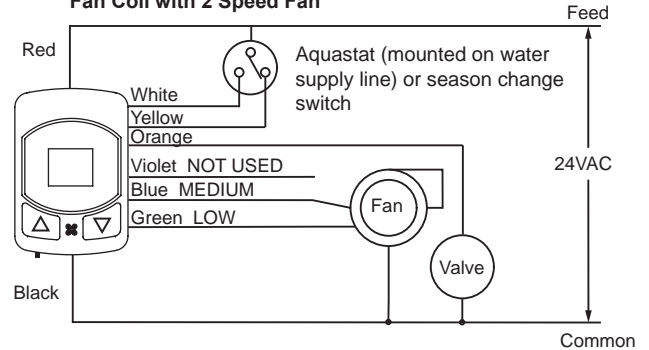 Fan Coil with 2 Speed Fan
Feed
Red
Aquastat (mounted on water
supply line) or season change
switch
White
Yellow
Orange
24VAC
Violet NOT USED
Blue MEDIUM
Fan
Green LOW
Valve
Black
Common